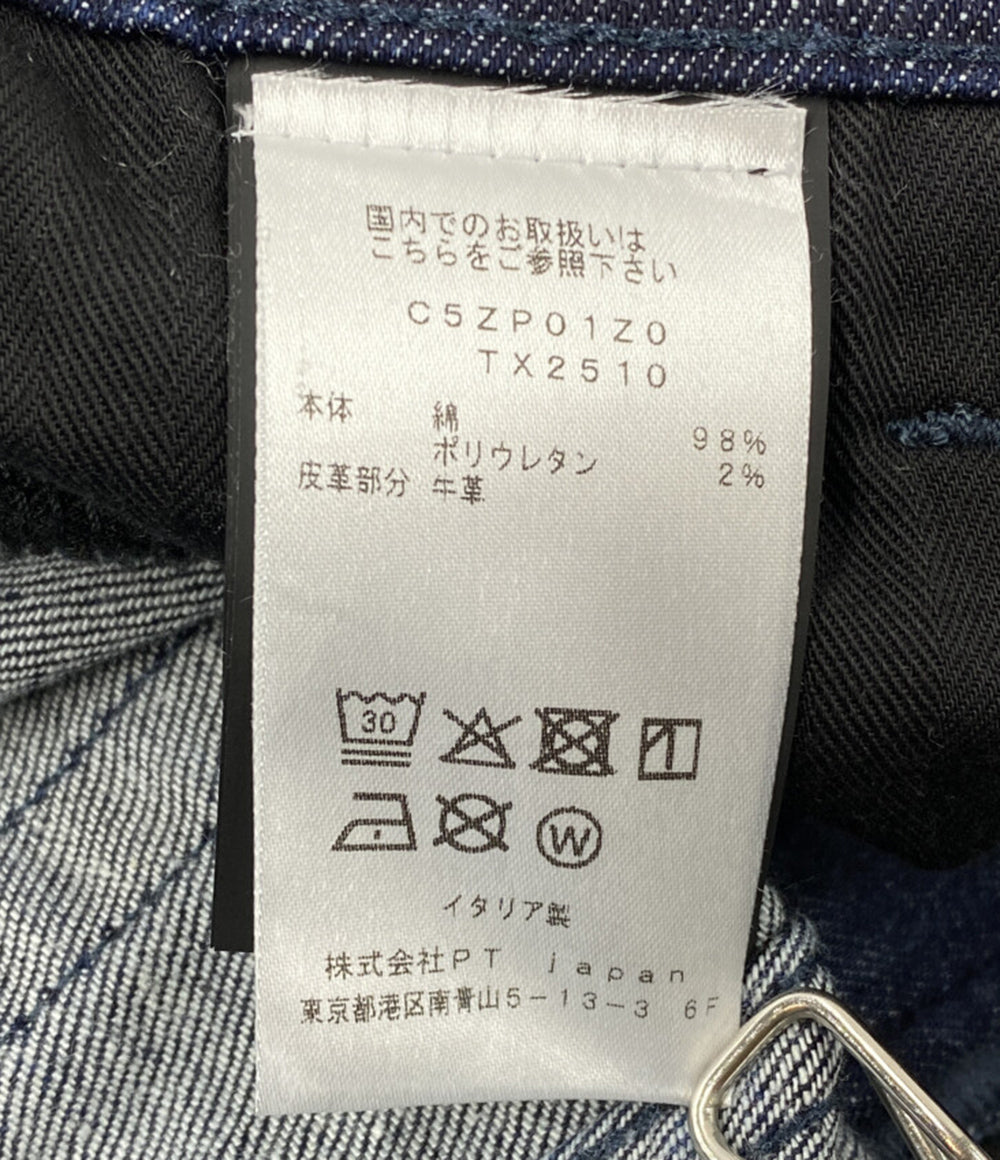 国内でのお取扱いは
こちらをご参照下さい
C5ZP01Z0
TX2510
本体 綿 98%
ポリウレタン 2%
皮革部分 牛革
30
W
イタリア製
株式会社PT japan
東京都港区南青山5-13-3 6F